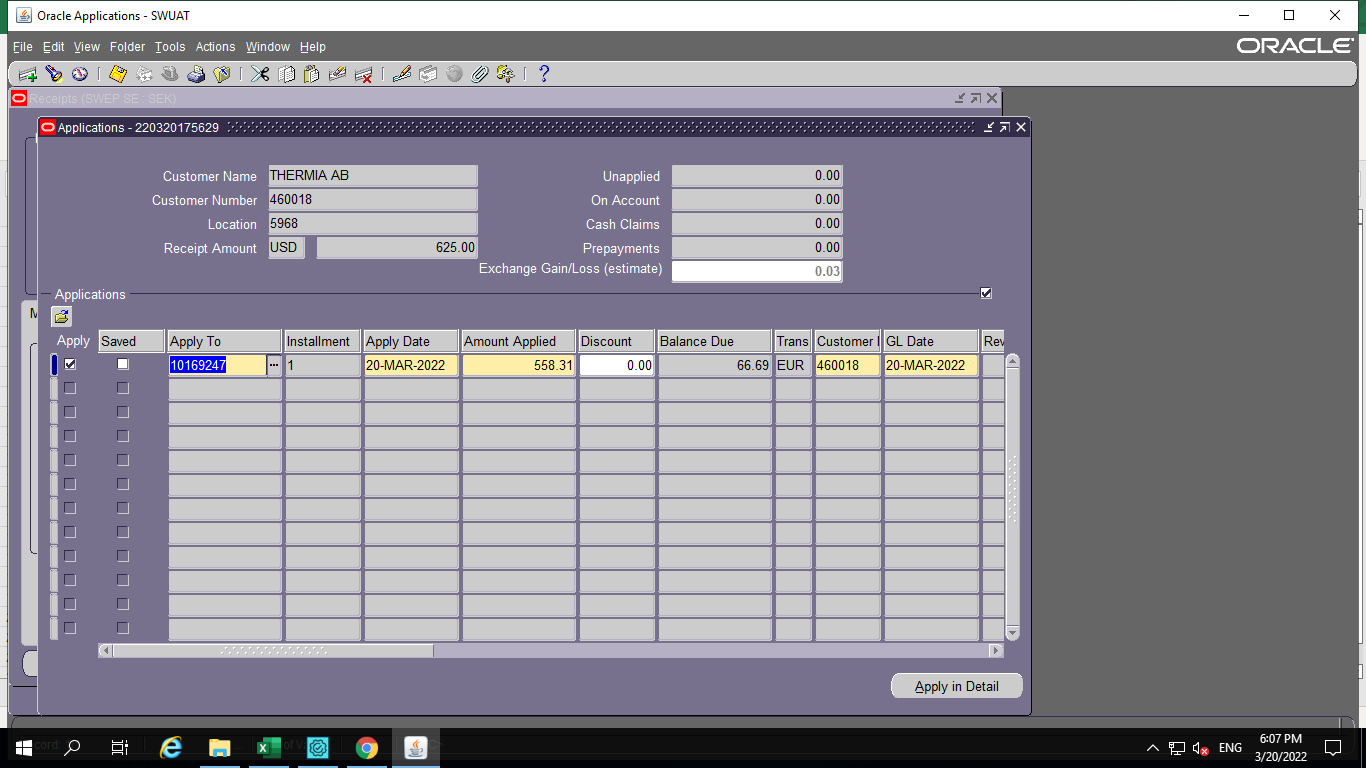 Oracle Applications - SWUAT
File Edit View Folder Tools Actions Window Help
ORACLE
Receipts (SWEP SE : SEK)
Applications - 220320175629
Customer Name THERMIA AB Unapplied 0.00
Customer Number 460018 On Account 0.00
Location 5968 Cash Claims 0.00
Receipt Amount USD 625.00 Prepayments 0.00
Exchange Gain/Loss (estimate) 0.03
Applications
Apply Saved Apply To Installment Apply Date Amount Applied Discount Balance Due Trans Customer GL Date Rev
10169247 ... 1 20-MAR-2022 558.31 0.00 66.69 EUR 460018 20-MAR-2022
Apply in Detail
ENG
6:07 PM
3/20/2022